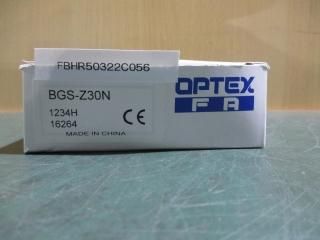 FBHR50322C056
BGS-Z30N
1234H
16264
MADE IN CHINA
CE
OPTEX
FA